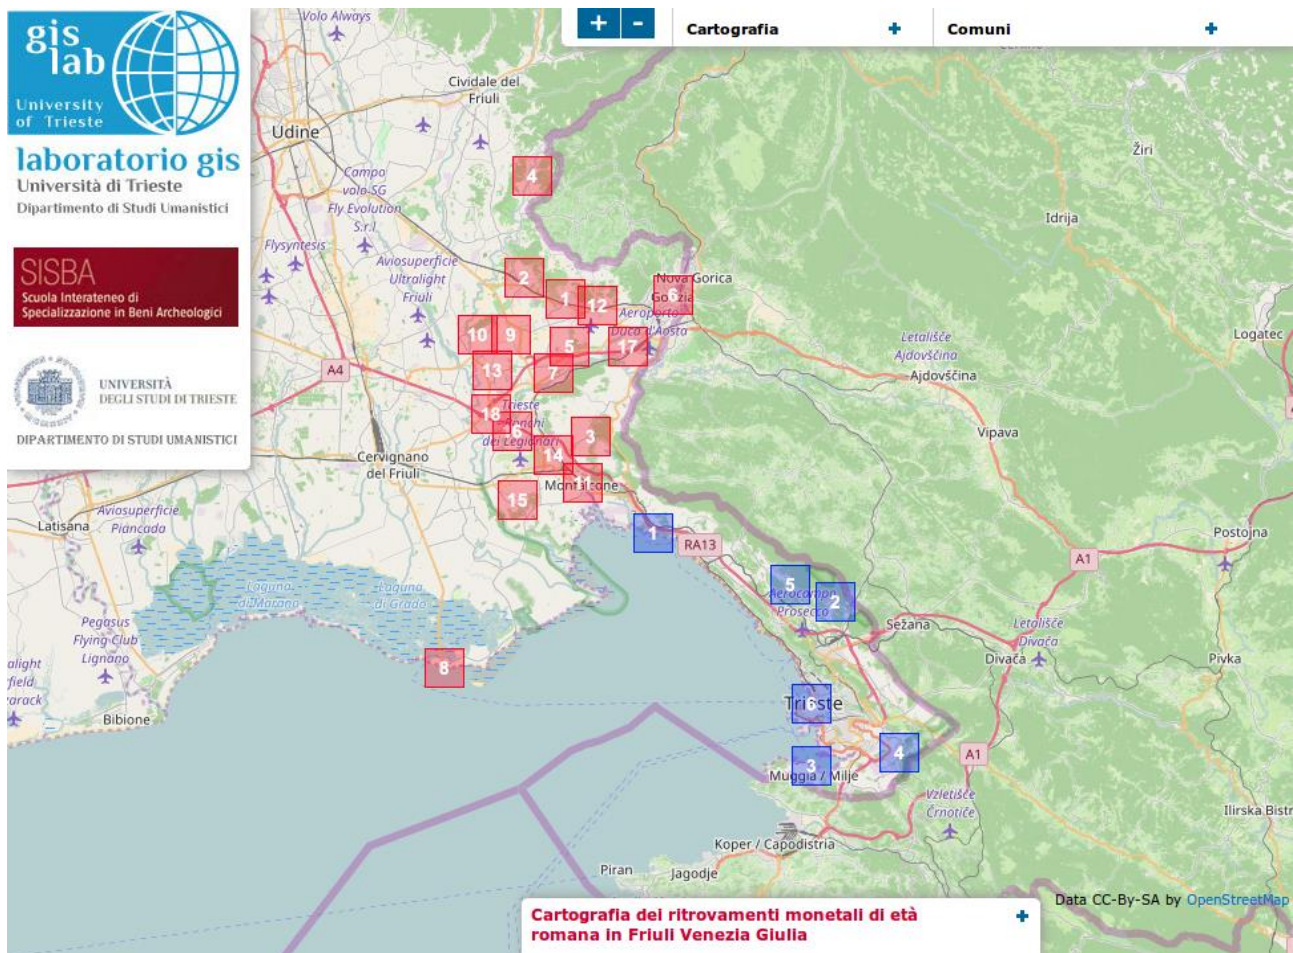 gis
lab
University
of Trieste
laboratorio gis
Università di Trieste
Dipartimento di Studi Umanistici
SISBA
Scuola Interateneo di
Specializzazione in Beni Archeologici
UNIVERSITÀ
DEGLI STUDI DI TRIESTE
DIPARTIMENTO DI STUDI UMANISTICI
+
-
Cartografia +
Comuni +
Volo Always
Cividale del
Friuli
Udine
Žiri
4
Campo
volo-SG
Fly Evolution
S.r.l.
Idrija
Flysyntesis
Aviosuperficie
Ultralight
Friuli
2
1
12
Nova Gorica
Gorizia
6
Aeroporto
Duca d'Aosta
10
9
5
17
Letališče
Ajdovščina
Logatec
A4
13
7
Ajdovščina
18
Trieste
Ronchi
dei Legionari
6
3
Vipava
Cervignano
del Friuli
14
11
Monfalcone
15
Latisana
Aviosuperficie
Piancada
1
RA13
Postojna
A1
Laguna
di Marano
Laguna
di Grado
5
2
Aerocampo
Prosecco
Pegasus
Flying Club
Lignano
Sežana
Letališče
Divača
Divača
Pivka
alight
field
8
Bibione
Trieste
6
4
3
A1
Muggia / Milje
Vzletišče
Črnotiče
Ilirska Bistr
Koper / Capodistria
Piran
Jagodje
Data CC-By-SA by OpenStreetMap
Cartografia dei ritrovamenti monetali di età +
romana in Friuli Venezia Giulia